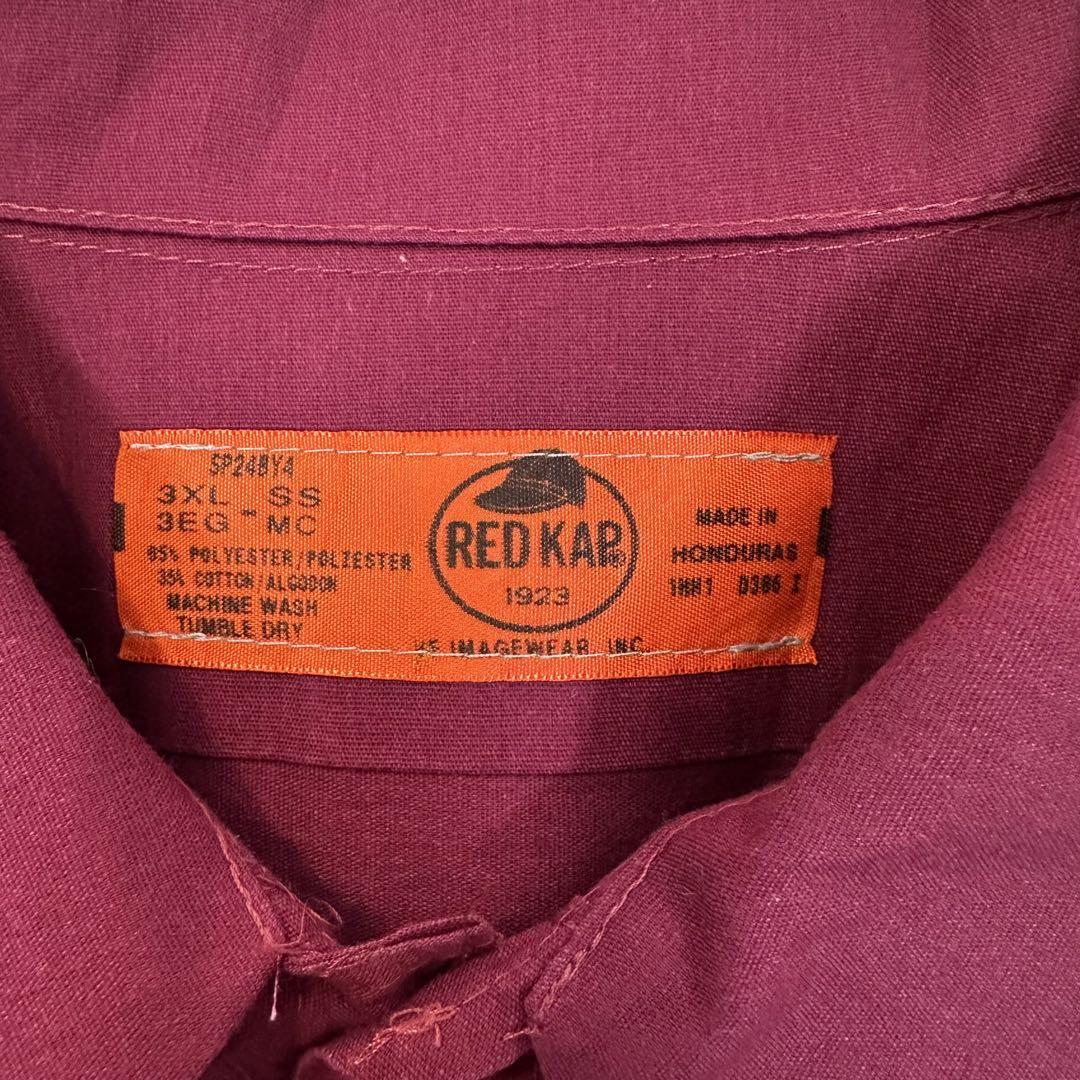 SP24BY4
3XL - SS
3EG - MC
65% POLYESTER/POLIESTER
35% COTTON/ALGODON
MACHINE WASH
TUMBLE DRY
RED KAP®
1923
VF IMAGEWEAR, INC.
MADE IN
HONDURAS